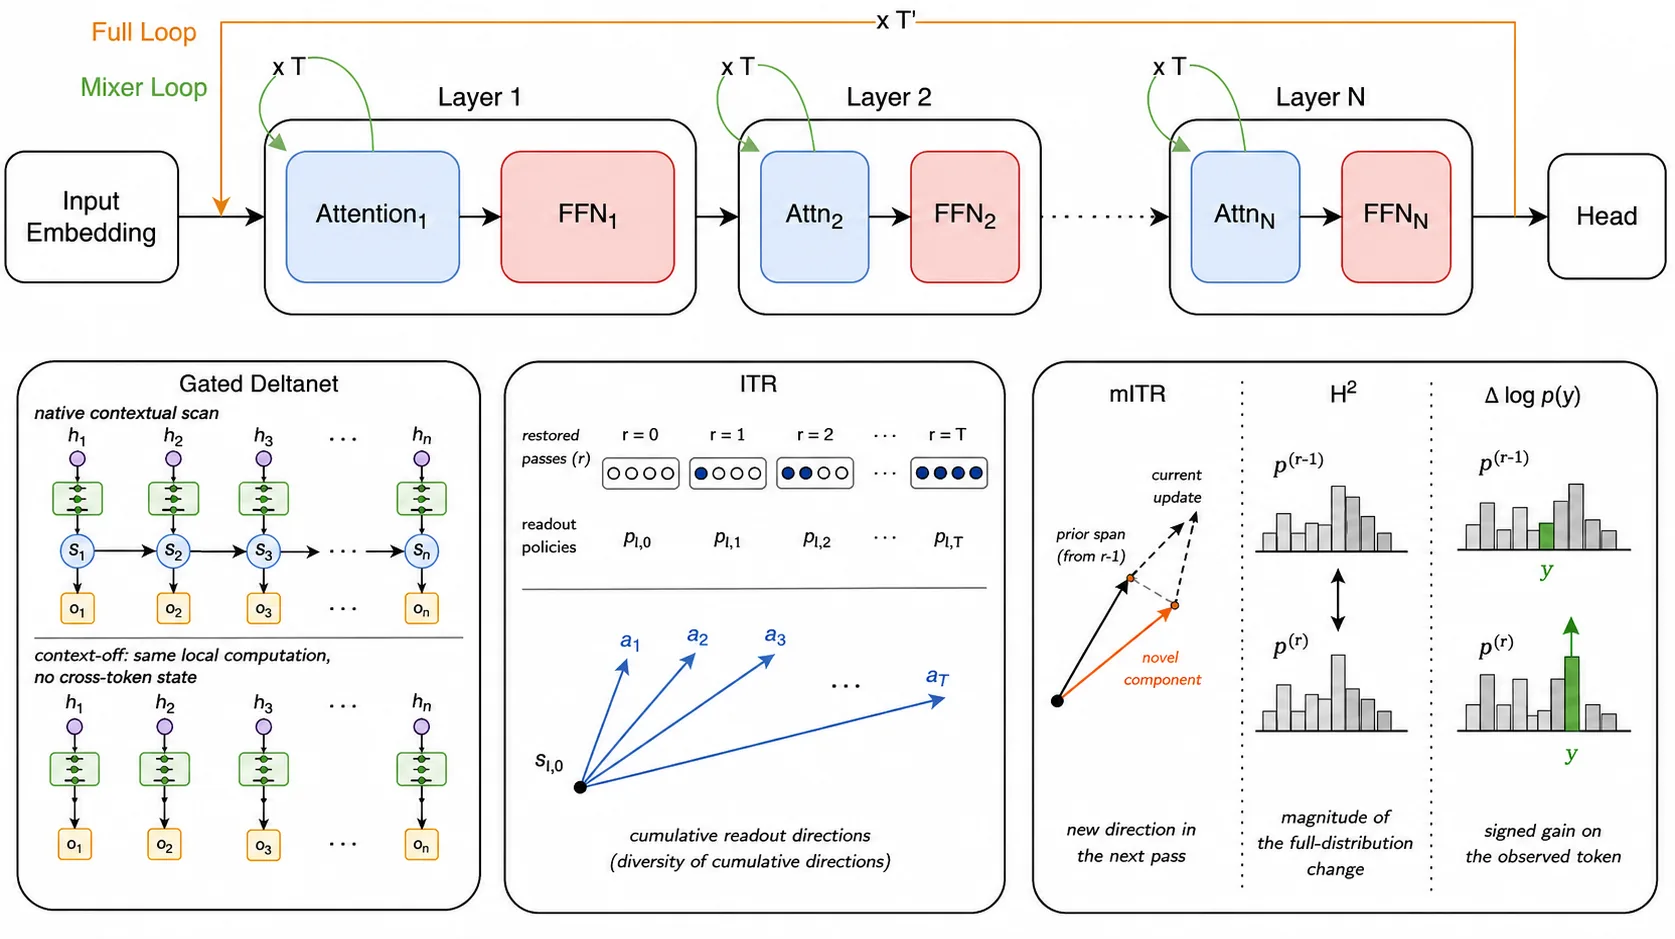 Full Loop
x T'
Mixer Loop
x T
x T
x T
Layer 1
Layer 2
Layer N
Input
Embedding
Attention1
FFN1
Attn2
FFN2
AttnN
FFNN
Head
Gated Deltanet
native contextual scan
h1 h2 h3 ... hn
S1 S2 S3 ... Sn
o1 o2 o3 ... on
context-off: same local computation,
no cross-token state
h1 h2 h3 ... hn
o1 o2 o3 ... on
ITR
restored
passes (r)
r = 0 r = 1 r = 2 ... r = T
readout
policies
pl,0 pl,1 pl,2 ... pl,T
a1 a2 a3 ... aT
sl,0
cumulative readout directions
(diversity of cumulative directions)
mITR
current
update
prior span
(from r-1)
novel
component
new direction in
the next pass
H²
p(r-1)
p(r)
magnitude of
the full-distribution
change
Δ log p(y)
p(r-1)
y
p(r)
y
signed gain on
the observed token